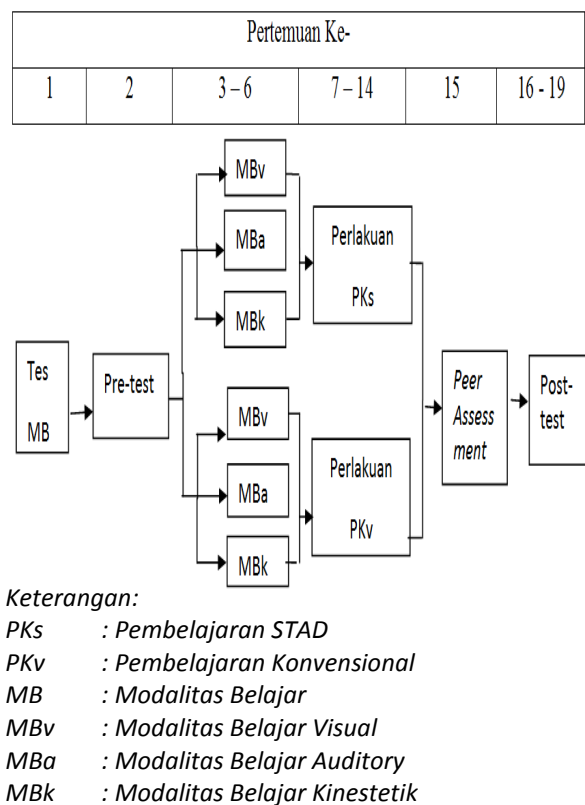 Pertemuan Ke-
1 2 3 – 6 7 – 14 15 16 - 19
MBv
MBa
MBk
Perlakuan
PKs
Tes
MB
Pre-test
MBv
MBa
MBk
Perlakuan
PKv
Peer
Assess
ment
Post-
test
Keterangan:
PKs : Pembelajaran STAD
PKv : Pembelajaran Konvensional
MB : Modalitas Belajar
MBv : Modalitas Belajar Visual
MBa : Modalitas Belajar Auditory
MBk : Modalitas Belajar Kinestetik